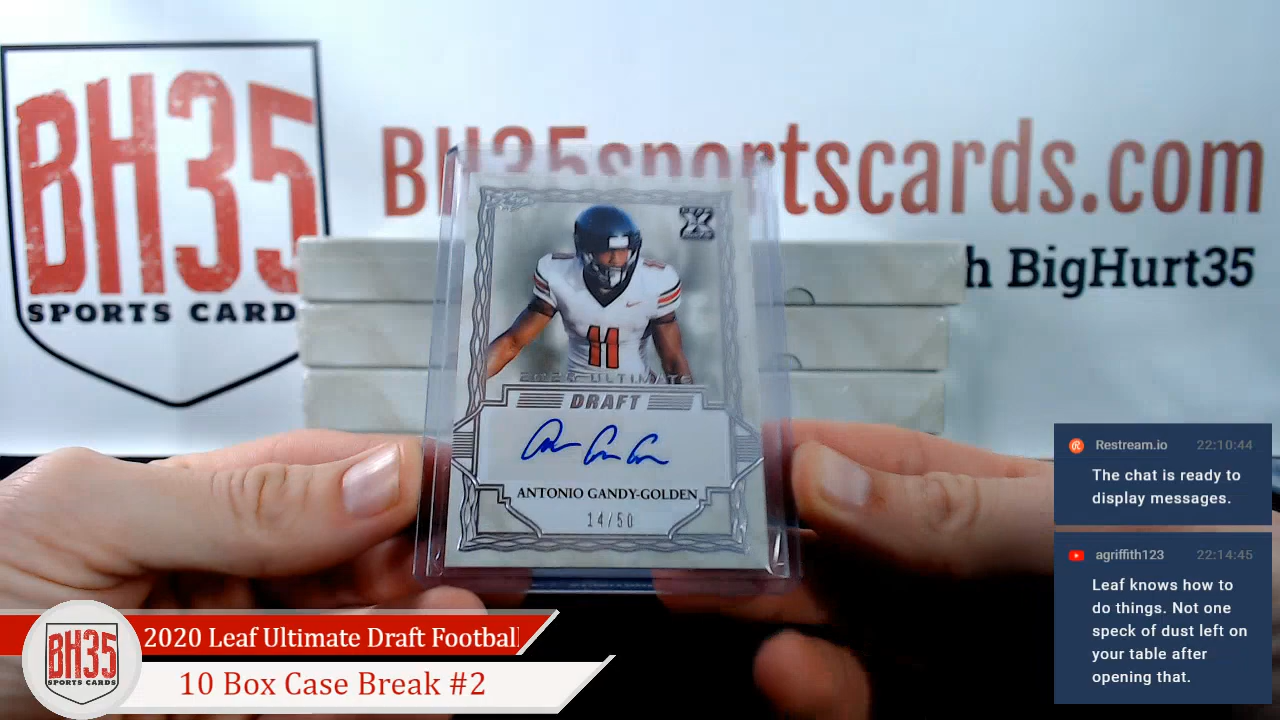 BH35
SPORTS CARD
BH35sportscards.com
h BigHurt35
Leaf
X
11
2020 ULTIMATE
DRAFT
ANTONIO GANDY-GOLDEN
14/50
Restream.io 22:10:44
The chat is ready to
display messages.
agriffith123 22:14:45
Leaf knows how to
do things. Not one
speck of dust left on
your table after
opening that.
BH35
SPORTS CARDS
2020 Leaf Ultimate Draft Football
10 Box Case Break #2